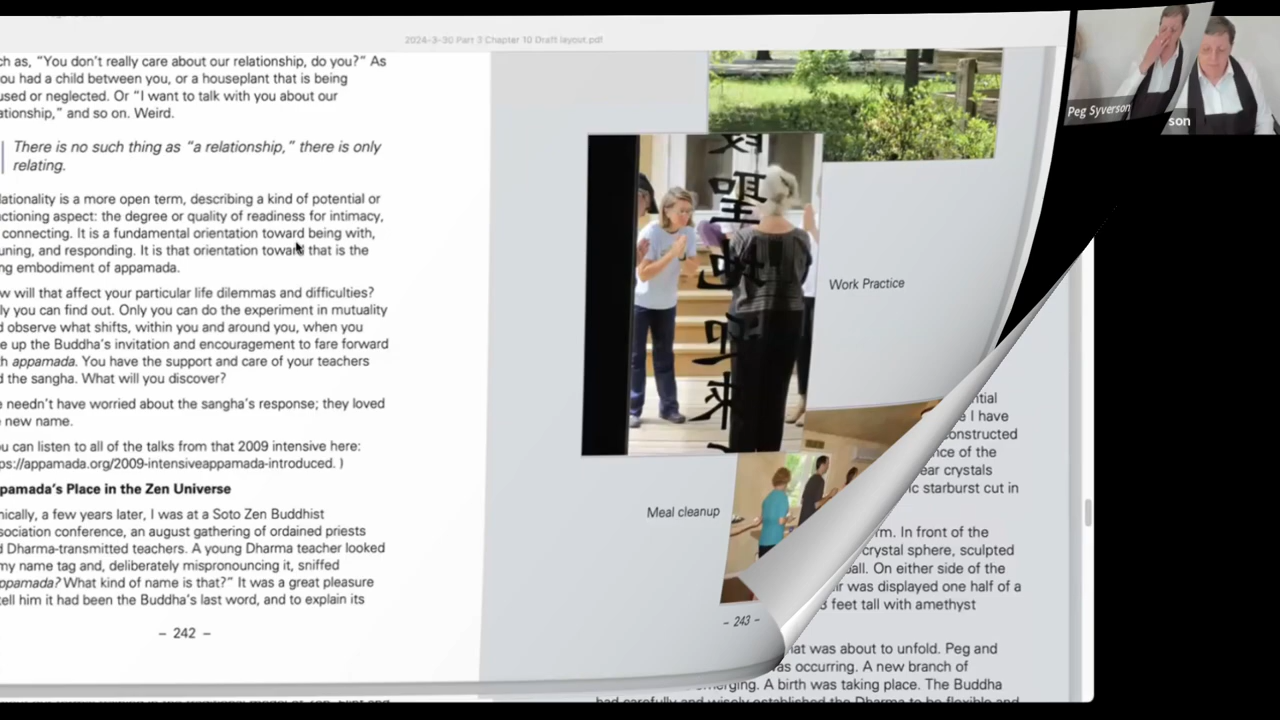 2024-3-30 Part 3 Chapter 10 Draft layout.pdf
ch as, “You don’t really care about our relationship, do you?” As
ou had a child between you, or a houseplant that is being
used or neglected. Or “I want to talk with you about our
ationship,” and so on. Weird.
There is no such thing as “a relationship,” there is only
relating.
lationality is a more open term, describing a kind of potential or
ctioning aspect: the degree or quality of readiness for intimacy,
connecting. It is a fundamental orientation toward being with,
uning, and responding. It is that orientation toward that is the
ng embodiment of appamada.
w will that affect your particular life dilemmas and difficulties?
ly you can find out. Only you can do the experiment in mutuality
d observe what shifts, within you and around you, when you
e up the Buddha’s invitation and encouragement to fare forward
h appamada. You have the support and care of your teachers
d the sangha. What will you discover?
e needn’t have worried about the sangha’s response; they loved
e new name.
ou can listen to all of the talks from that 2009 intensive here:
ps://appamada.org/2009-intensiveappamada-introduced. )
pamada’s Place in the Zen Universe
nically, a few years later, I was at a Soto Zen Buddhist
sociation conference, an august gathering of ordained priests
d Dharma-transmitted teachers. A young Dharma teacher looked
my name tag and, deliberately mispronouncing it, sniffed
ppamada? What kind of name is that?” It was a great pleasure
tell him it had been the Buddha’s last word, and to explain its
– 242 –
Work Practice
Meal cleanup
– 243 –
ntial
e I have
onstructed
nce of the
ear crystals
ic starburst cut in
rm. In front of the
crystal sphere, sculpted
ball. On either side of the
ir was displayed one half of a
3 feet tall with amethyst
hat was about to unfold. Peg and
as occurring. A new branch of
merging. A birth was taking place. The Buddha
had carefully and wisely established the Dharma to be flexible and
Peg Syverson
son